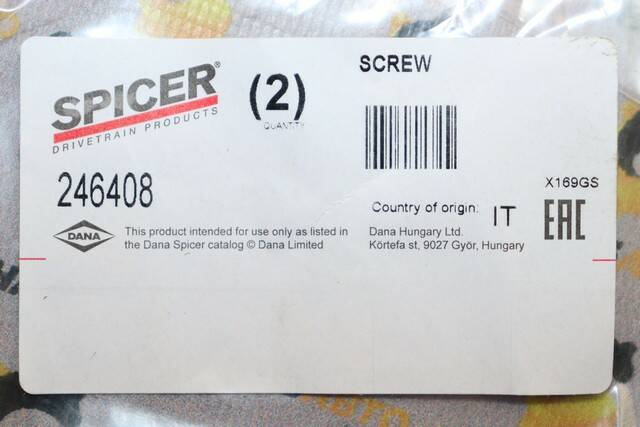 SPICER®
DRIVETRAIN PRODUCTS
(2)
QUANTITY
SCREW
246408
X169GS
Country of origin: IT
EAC
DANA
This product intended for use only as listed in
the Dana Spicer catalog © Dana Limited
Dana Hungary Ltd.
Körtefa st, 9027 Györ, Hungary